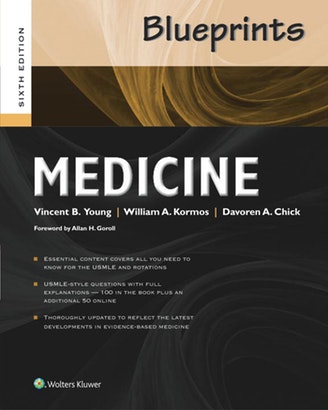 Blueprints
SIXTH EDITION
MEDICINE
Vincent B. Young | William A. Kormos | Davoren A. Chick
Foreword by Allan H. Goroll
ESSENTIAL CONTENT COVERS ALL YOU NEED TO
KNOW FOR THE USMLE AND ROTATIONS
USMLE-STYLE QUESTIONS WITH FULL
EXPLANATIONS — 100 IN THE BOOK PLUS AN
ADDITIONAL 50 ONLINE
THOROUGHLY UPDATED TO REFLECT THE LATEST
DEVELOPMENTS IN EVIDENCE-BASED MEDICINE
Wolters Kluwer